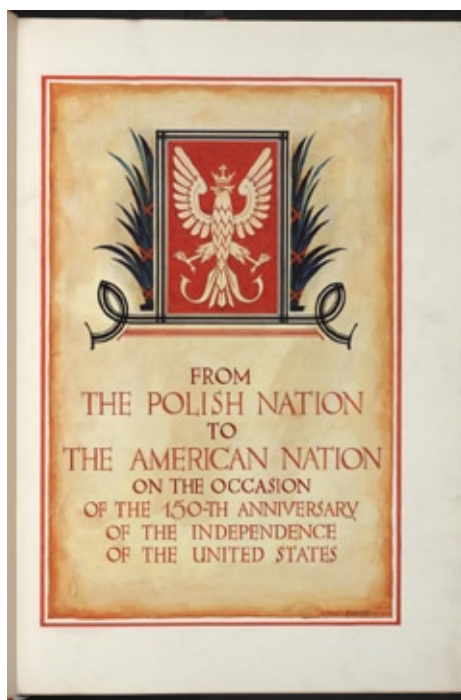 FROM
THE POLISH NATION
TO
THE AMERICAN NATION
ON THE OCCASION
OF THE 150-TH ANNIVERSARY
OF THE INDEPENDENCE
OF THE UNITED STATES